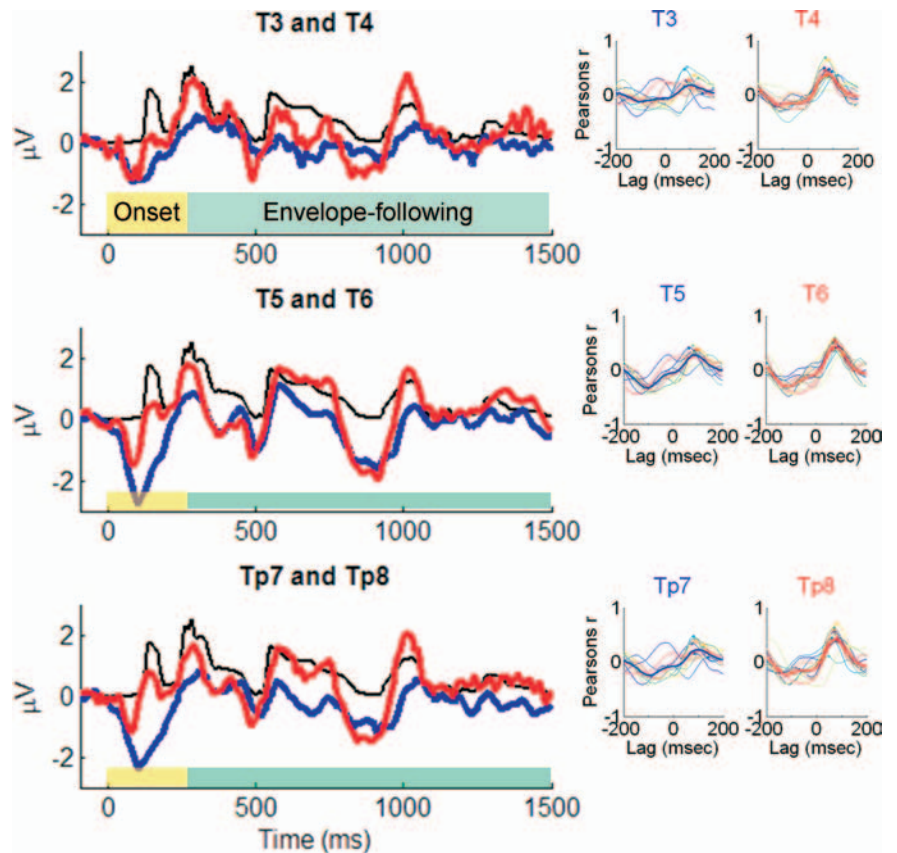 T3 and T4
2
0
-2
µV
Onset
Envelope-following
0 500 1000 1500
T3
T4
Pearsons r
1
0
-1
-200 0 200
Lag (msec)
-200 0 200
Lag (msec)
T5 and T6
2
0
-2
µV
0 500 1000 1500
T5
T6
Pearsons r
1
0
-1
-200 0 200
Lag (msec)
-200 0 200
Lag (msec)
Tp7 and Tp8
2
0
-2
µV
0 500 1000 1500
Time (ms)
Tp7
Tp8
Pearsons r
1
0
-1
-200 0 200
Lag (msec)
-200 0 200
Lag (msec)